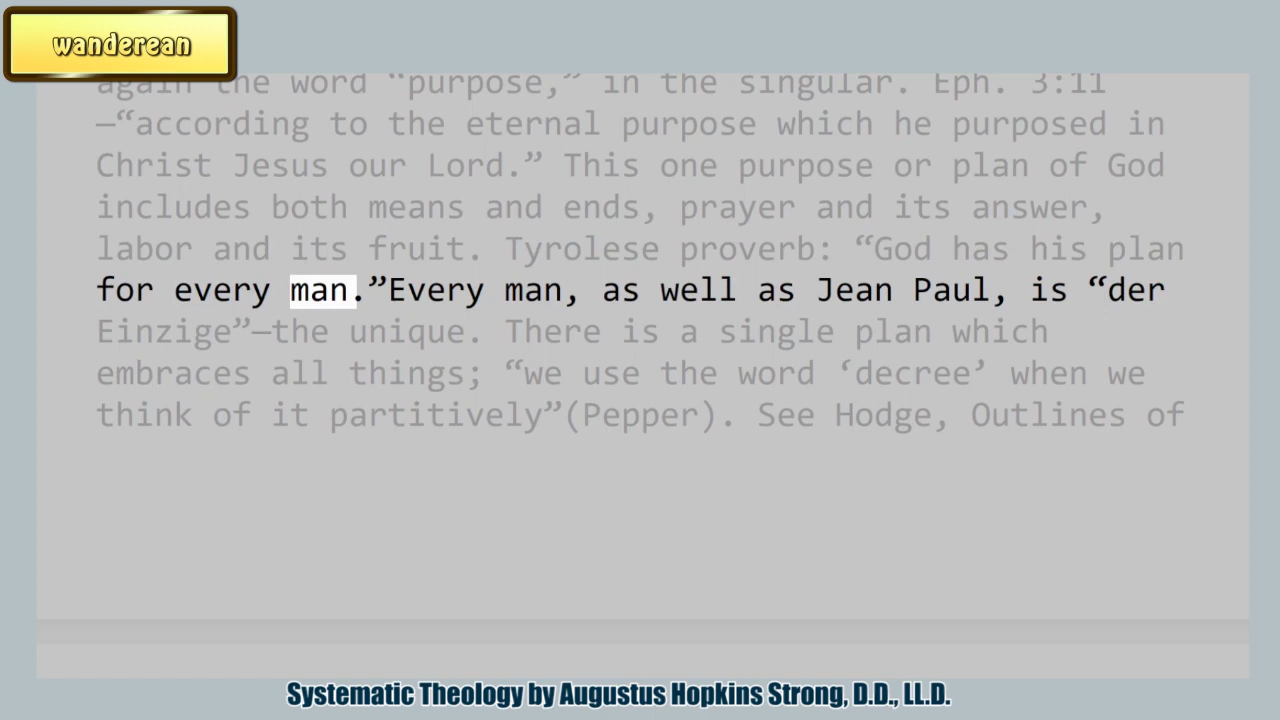 wanderean
again the word “purpose,” in the singular. Eph. 3:11
—“according to the eternal purpose which he purposed in
Christ Jesus our Lord.” This one purpose or plan of God
includes both means and ends, prayer and its answer,
labor and its fruit. Tyrolese proverb: “God has his plan
for every man.”Every man, as well as Jean Paul, is “der
Einzige”—the unique. There is a single plan which
embraces all things; “we use the word ‘decree’ when we
think of it partitively”(Pepper). See Hodge, Outlines of
Systematic Theology by Augustus Hopkins Strong, D.D., LL.D.